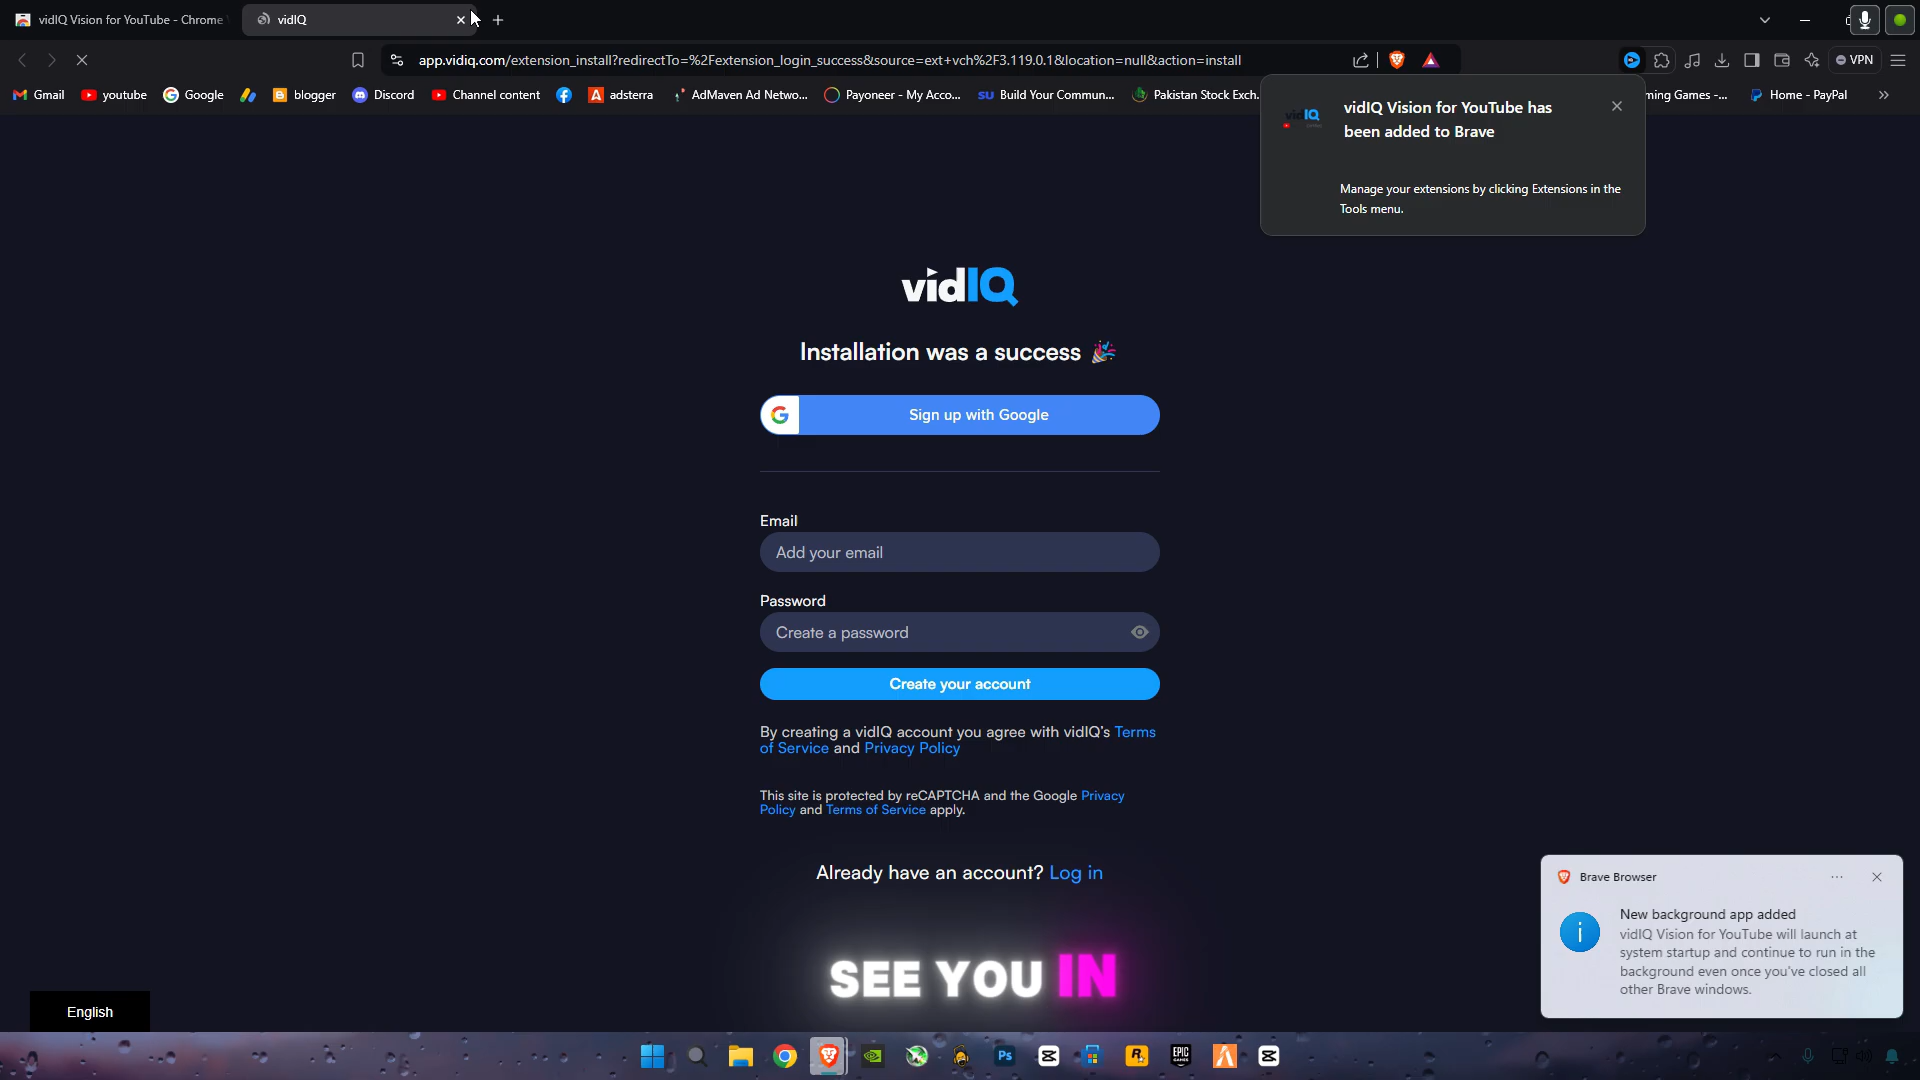 vidIQ Vision for YouTube - Chrome
vidIQ
app.vidiq.com/extension_install?redirectTo=%2Fextension_login_success&source=ext+vch%2F3.119.0.1&location=null&action=install
VPN
Gmail
youtube
Google
blogger
Discord
Channel content
adsterra
AdMaven Ad Netwo...
Payoneer - My Acco...
SU Build Your Commun...
Pakistan Stock Exch.
ming Games -...
Home - PayPal
vidIQ
vidIQ Vision for YouTube has
been added to Brave
Manage your extensions by clicking Extensions in the
Tools menu.
vidIQ
Installation was a success
G Sign up with Google
Email
Add your email
Password
Create a password
Create your account
By creating a vidIQ account you agree with vidIQ's Terms
of Service and Privacy Policy
This site is protected by reCAPTCHA and the Google Privacy
Policy and Terms of Service apply.
Already have an account? Log in
Brave Browser
New background app added
vidIQ Vision for YouTube will launch at
system startup and continue to run in the
background even once you've closed all
other Brave windows.
SEE YOU IN
English
Ps
R
EPIC
GAMES